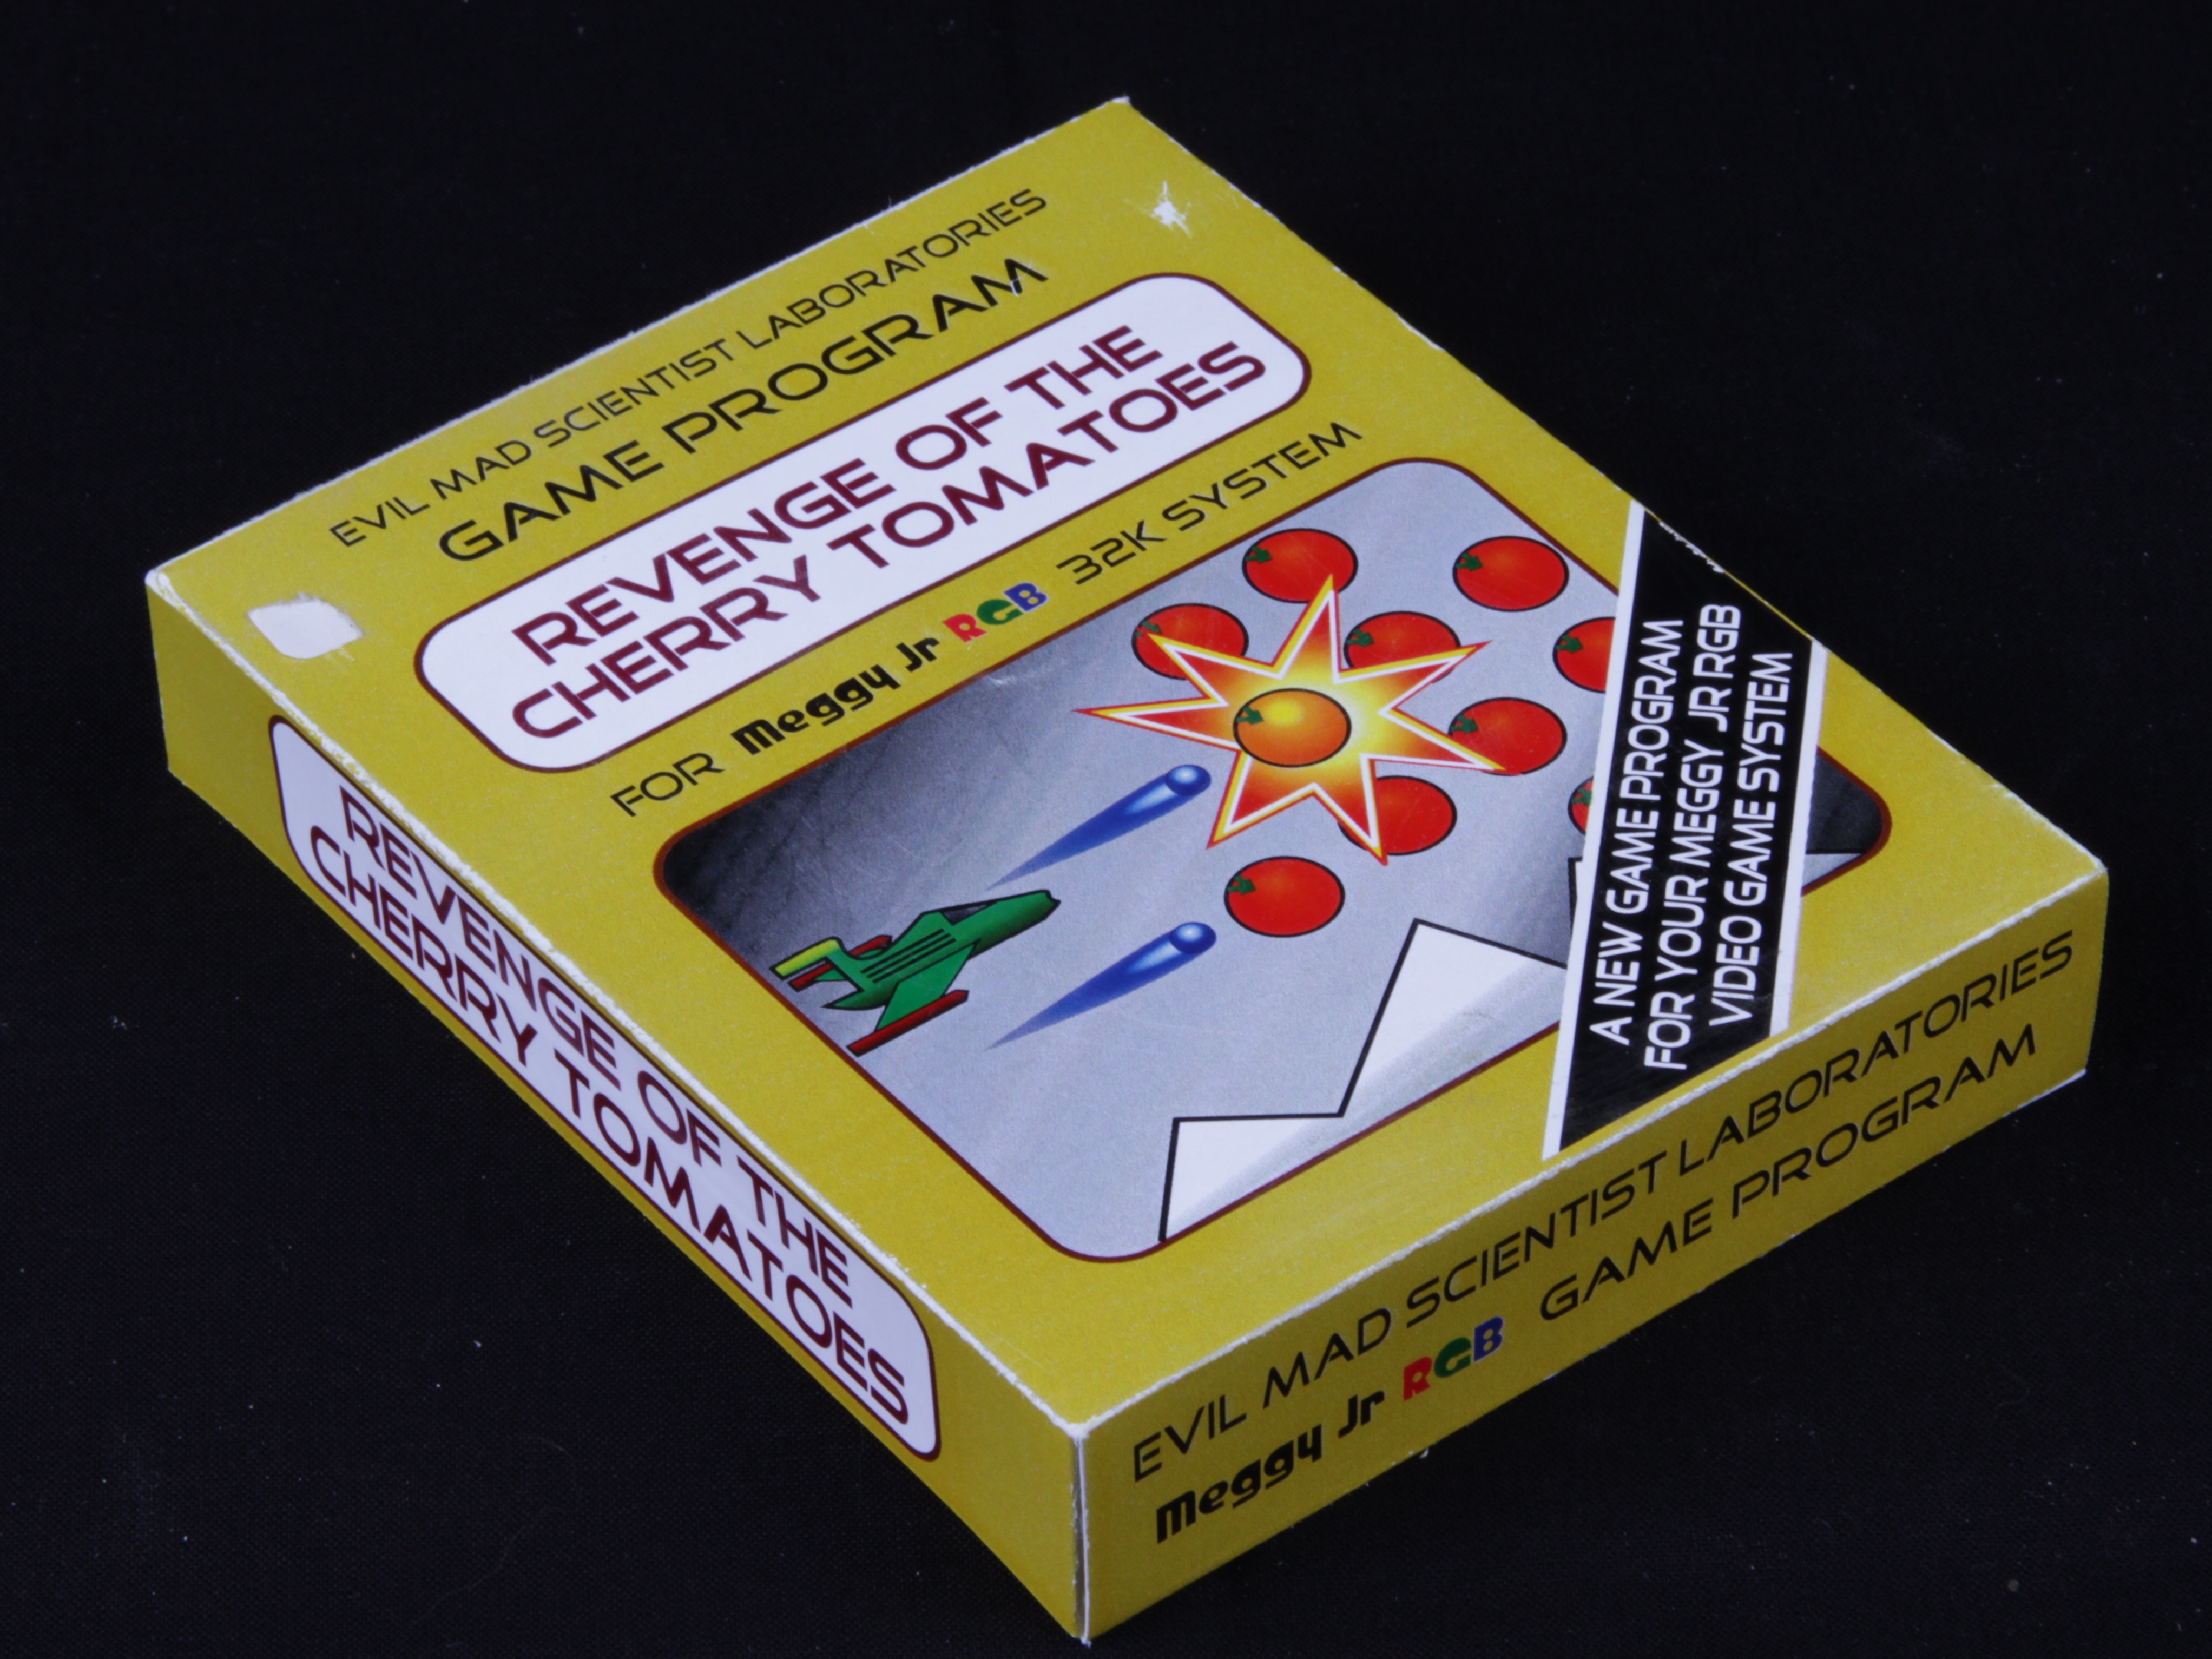 EVIL MAD SCIENTIST LABORATORIES
GAME PROGRAM
REVENGE OF THE
CHERRY TOMATOES
FOR Meggy Jr RGB 32K SYSTEM
A NEW GAME PROGRAM
FOR YOUR MEGGY JR RGB
VIDEO GAME SYSTEM
REVENGE OF THE
CHERRY TOMATOES
EVIL MAD SCIENTIST LABORATORIES
Meggy Jr RGB GAME PROGRAM